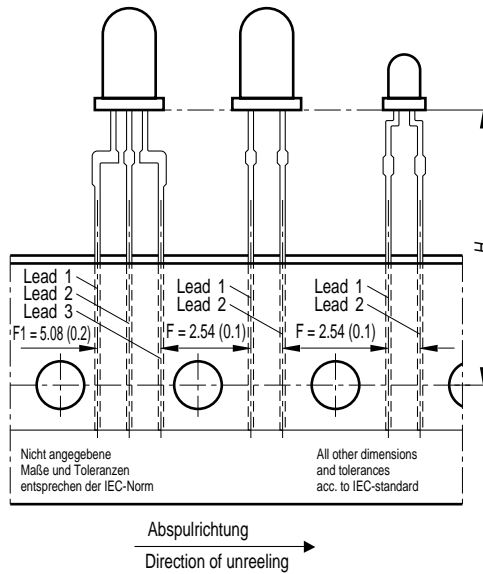 H
Lead 1
Lead 2
Lead 3
F1 = 5.08 (0.2)
Lead 1
Lead 2
F = 2.54 (0.1)
Lead 1
Lead 2
F = 2.54 (0.1)
Nicht angegebene
Maße und Toleranzen
entsprechen der IEC-Norm
All other dimensions
and tolerances
acc. to IEC-standard
Abspulrichtung
Direction of unreeling